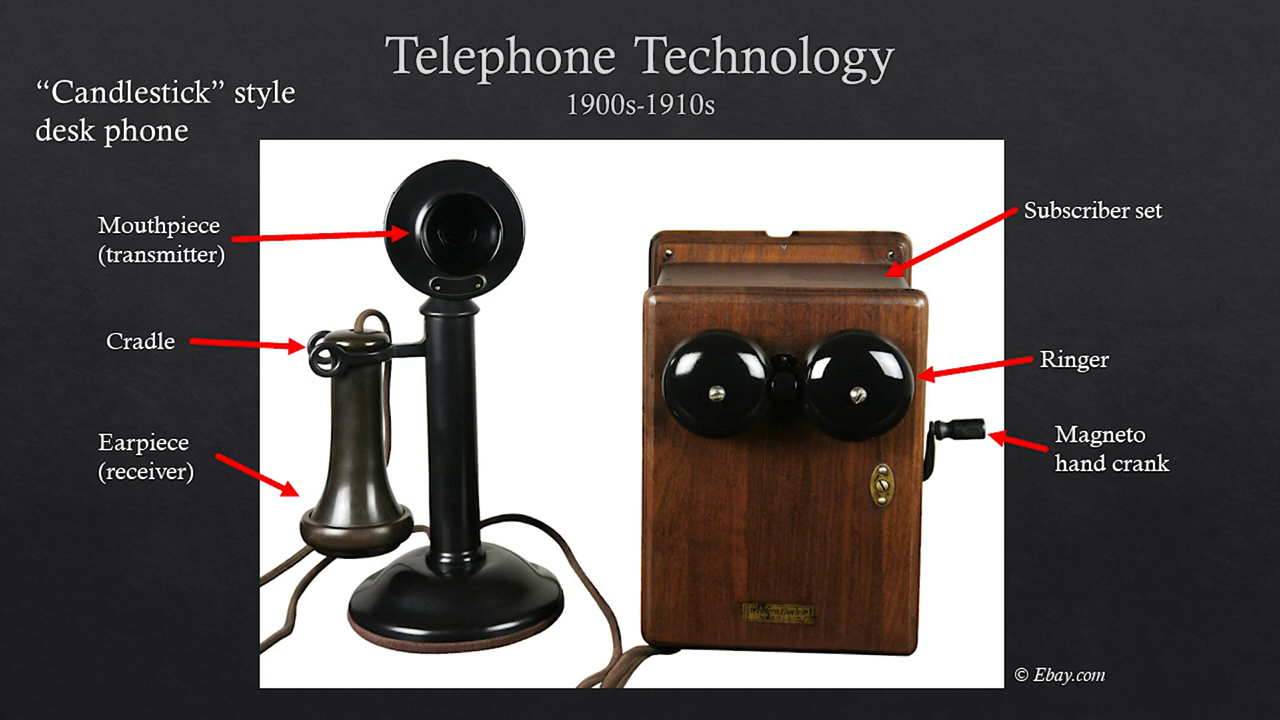 Telephone Technology
1900s-1910s
“Candlestick” style
desk phone
Mouthpiece
(transmitter)
Cradle
Earpiece
(receiver)
Subscriber set
Ringer
Magneto
hand crank
© Ebay.com